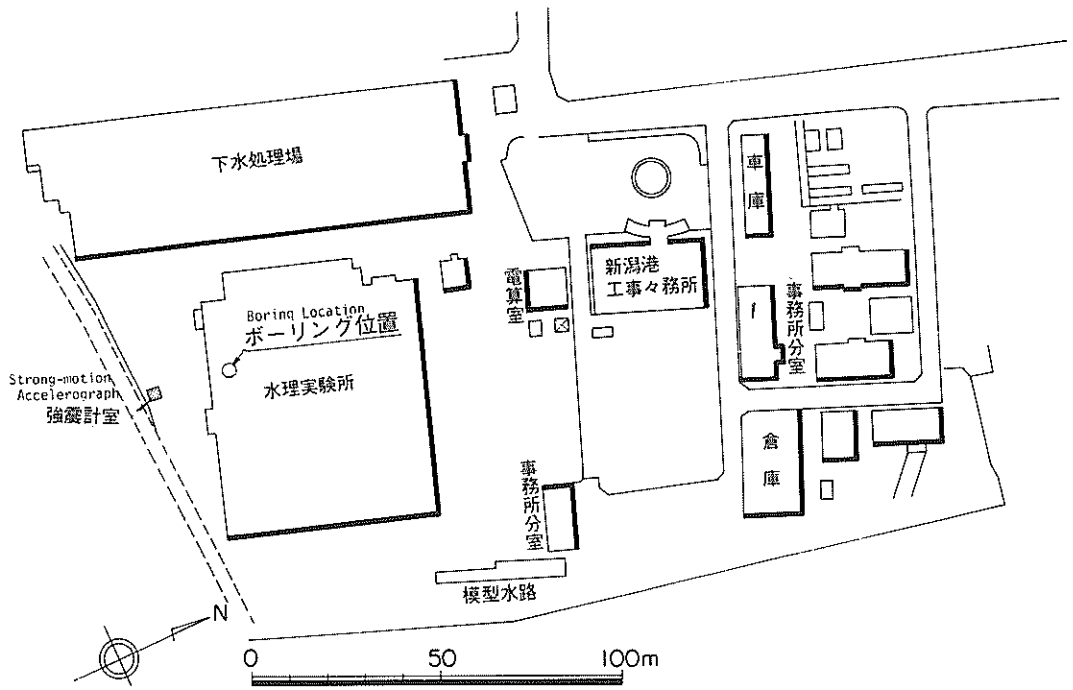 下水処理場
車庫
新潟港
工事々務所
電算室
事務所分室
Boring Location
ボーリング位置
水理実験所
Strong-motion
Accelerograph
強震計室
倉庫
事務所分室
模型水路
N
0 50 100m